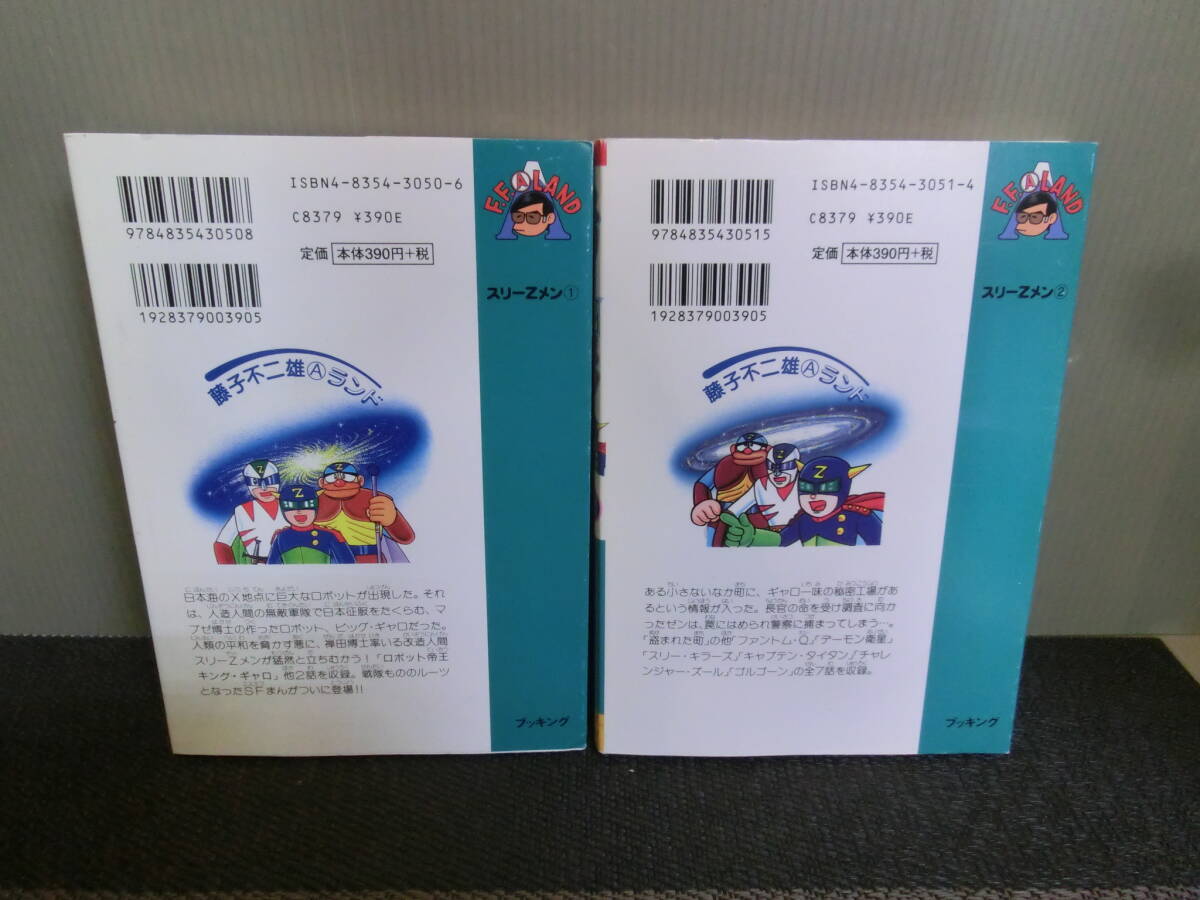 ISBN4-8354-3050-6
9784835430508
C8379 ¥390E
定価 本体390円+税
1928379003905
F.F.Ⓐ LAND
スリーZメン①
藤子不二雄Ⓐランド
Z
Z
Z
日本海のX地点に巨大なロボットが出現した。それ
は、人造人間の無敵軍隊で日本征服をたくらむ、マ
ブゼ博士の作ったロボット、ビッグ・ギャロだった。
人類の平和を脅かす悪に、禅田博士率いる改造人間
スリーZメンが猛然と立ちむかう!「ロボット帝王
キング・ギャロ」他2話を収録。戦隊もののルーツ
となったSFまんがついに登場!!
ブッキング
ISBN4-8354-3051-4
9784835430515
C8379 ¥390E
定価 本体390円+税
1928379003905
F.F.Ⓐ LAND
スリーZメン②
藤子不二雄Ⓐランド
Z
Z
Z
ある小さないなか町に、ギャロ一味の秘密工場があ
るという情報が入った。長官の命を受け調査に向か
ったゼンは、罠にはめられ警察に捕まってしまう…。
「盗まれた町」の他「ファントム・Q」「デーモン衛星」
「スリー・キラーズ」「キャプテン・タイタン」「チャレ
ンジャー・ズール」「ゴルゴーン」の全7話を収録。
ブッキング